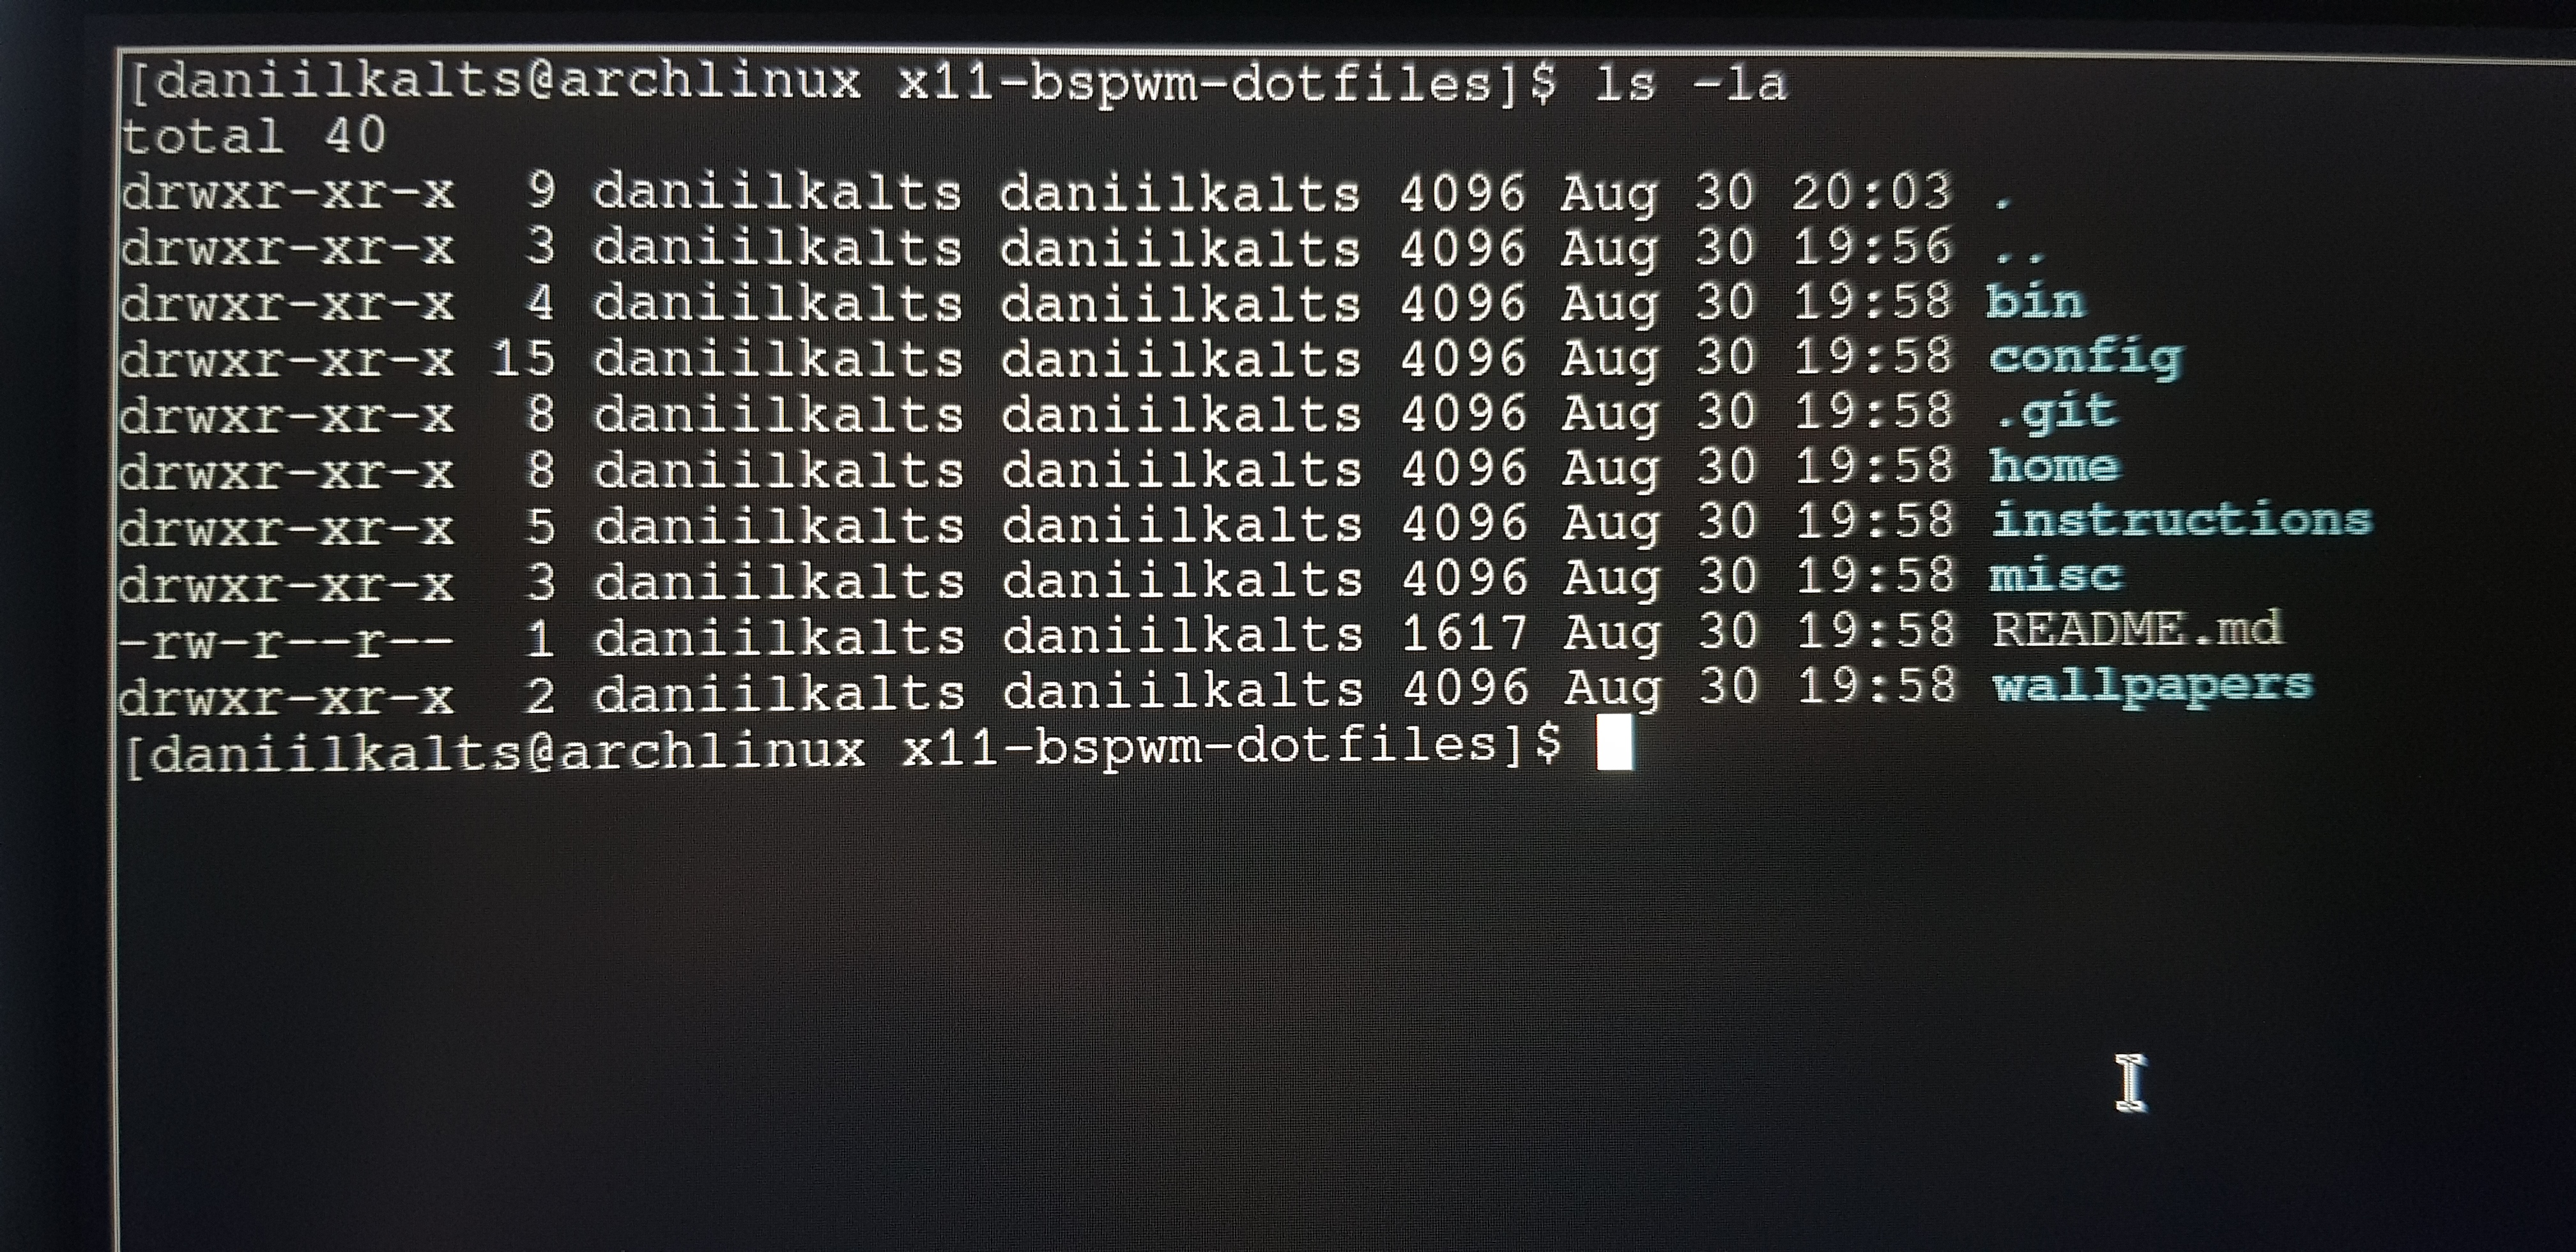 [daniilkalts@archlinux x11-bspwm-dotfiles]$ ls -la
total 40
drwxr-xr-x  9 daniilkalts daniilkalts 4096 Aug 30 20:03 .
drwxr-xr-x  3 daniilkalts daniilkalts 4096 Aug 30 19:56 ..
drwxr-xr-x  4 daniilkalts daniilkalts 4096 Aug 30 19:58 bin
drwxr-xr-x 15 daniilkalts daniilkalts 4096 Aug 30 19:58 config
drwxr-xr-x  8 daniilkalts daniilkalts 4096 Aug 30 19:58 .git
drwxr-xr-x  8 daniilkalts daniilkalts 4096 Aug 30 19:58 home
drwxr-xr-x  5 daniilkalts daniilkalts 4096 Aug 30 19:58 instructions
drwxr-xr-x  3 daniilkalts daniilkalts 4096 Aug 30 19:58 misc
-rw-r--r--  1 daniilkalts daniilkalts 1617 Aug 30 19:58 README.md
drwxr-xr-x  2 daniilkalts daniilkalts 4096 Aug 30 19:58 wallpapers
[daniilkalts@archlinux x11-bspwm-dotfiles]$